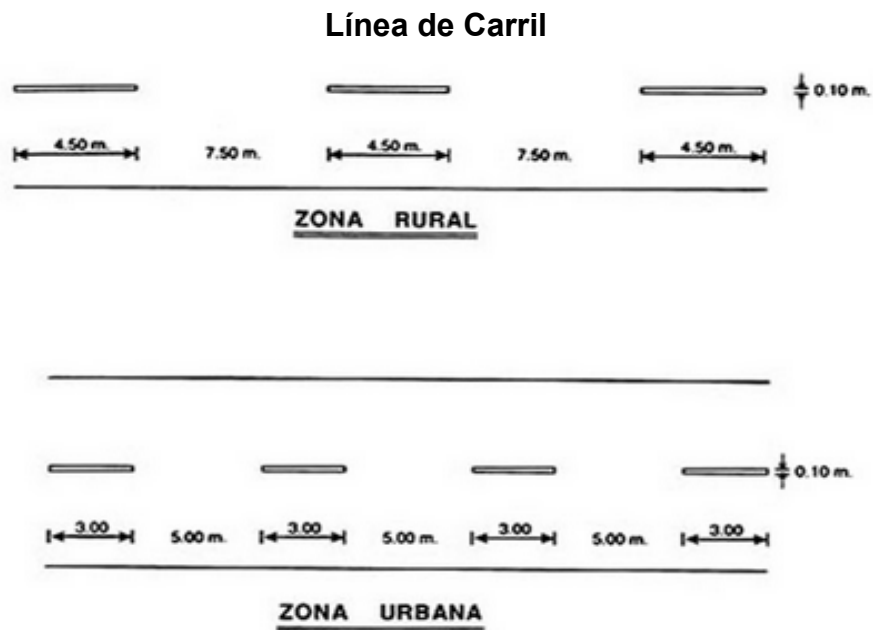 Línea de Carril
0.10 m.
4.50 m. 7.50 m. 4.50 m. 7.50 m. 4.50 m.
ZONA RURAL
0.10 m.
3.00 5.00 m. 3.00 5.00 m. 3.00 5.00 m. 3.00
ZONA URBANA